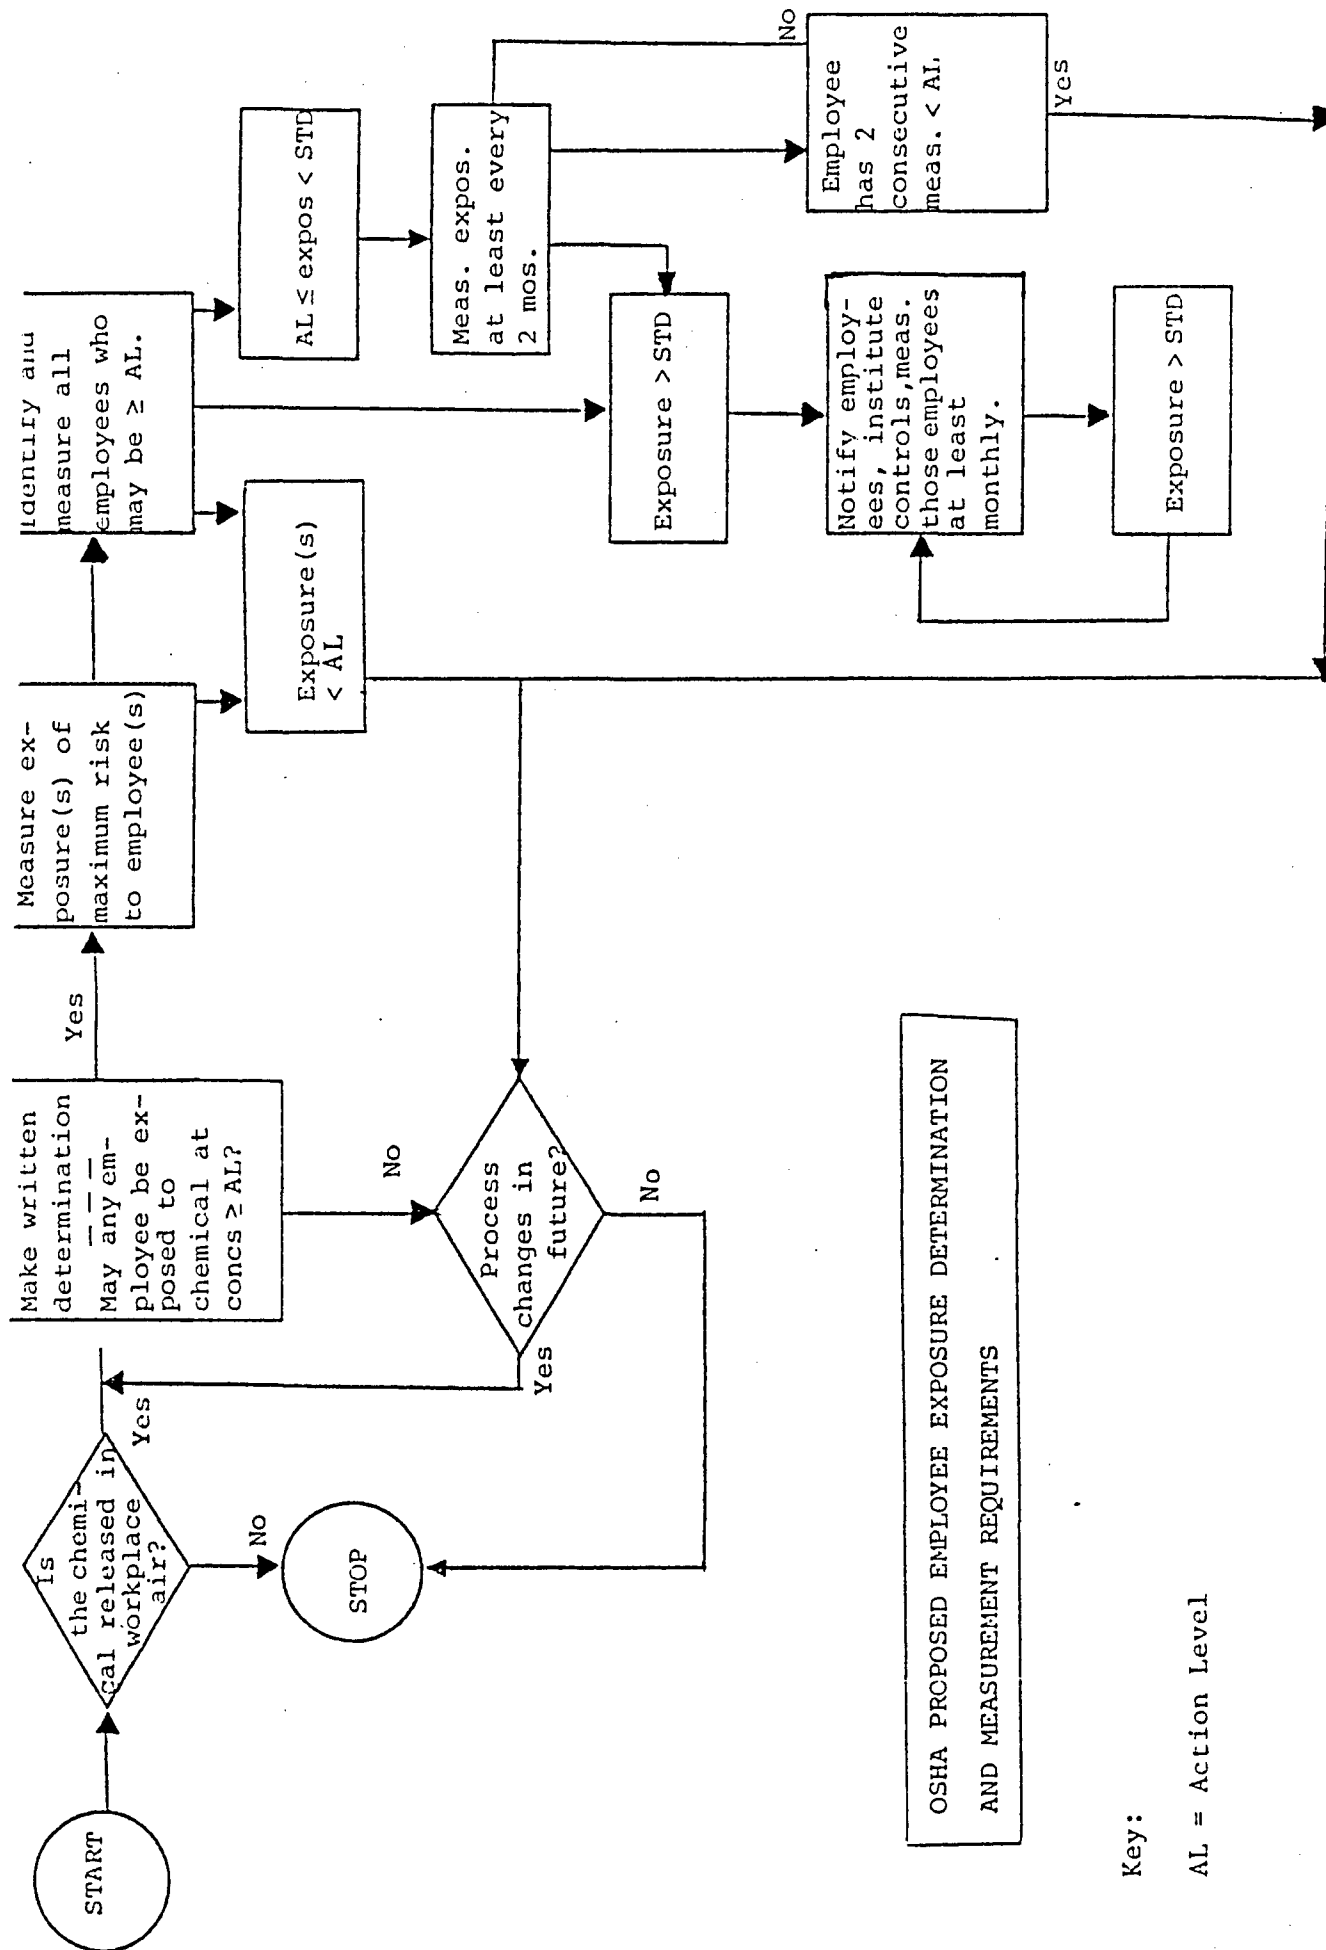 START
Is
the chemi-
cal released in
workplace
air?
Yes
No
STOP
Make written
determination
May any em-
ployee be ex-
posed to
chemical at
concs ≥ AL?
Yes
No
Process
changes in
future?
Yes
No
Measure ex-
posure(s) of
maximum risk
to employee(s)
Exposure(s)
< AL
Identify and
measure all
employees who
may be ≥ AL.
AL ≤ expos < STD
Meas. expos.
at least every
2 mos.
Exposure > STD
Notify employ-
ees, institute
controls,meas.
those employees
at least
monthly.
Exposure > STD
Employee
has 2
consecutive
meas. < AL
No
Yes
OSHA PROPOSED EMPLOYEE EXPOSURE DETERMINATION
AND MEASUREMENT REQUIREMENTS
Key:
AL = Action Level